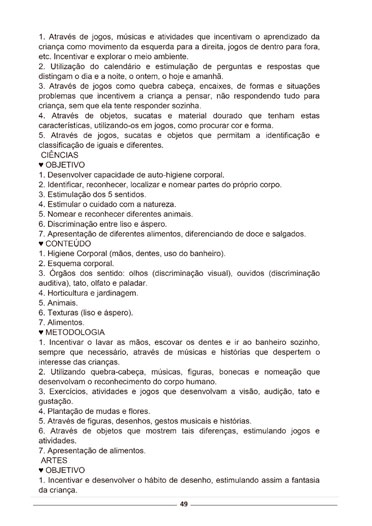 1. Através de jogos, músicas e atividades que incentivam o aprendizado da
criança como movimento da esquerda para a direita, jogos de dentro para fora,
etc. Incentivar e explorar o meio ambiente.
2. Utilização do calendário e estimulação de perguntas e respostas que
distingam o dia e a noite, o ontem, o hoje e amanhã.
3. Através de jogos como quebra cabeça, encaixes, de formas e situações
problemas que incentivem a criança a pensar, não respondendo tudo para
criança, sem que ela tente responder sozinha.
4. Através de objetos, sucatas e material dourado que tenham estas
características, utilizando-os em jogos, como procurar cor e forma.
5. Através de jogos, sucatas e objetos que permitam a identificação e
classificação de iguais e diferentes.
CIÊNCIAS
♥ OBJETIVO
1. Desenvolver capacidade de auto-higiene corporal.
2. Identificar, reconhecer, localizar e nomear partes do próprio corpo.
3. Estimulação dos 5 sentidos.
4. Estimular o cuidado com a natureza.
5. Nomear e reconhecer diferentes animais.
6. Discriminação entre liso e áspero.
7. Apresentação de diferentes alimentos, diferenciando de doce e salgados.
♥ CONTEÚDO
1. Higiene Corporal (mãos, dentes, uso do banheiro).
2. Esquema corporal.
3. Órgãos dos sentido: olhos (discriminação visual), ouvidos (discriminação
auditiva), tato, olfato e paladar.
4. Horticultura e jardinagem.
5. Animais.
6. Texturas (liso e áspero).
7. Alimentos.
♥ METODOLOGIA
1. Incentivar o lavar as mãos, escovar os dentes e ir ao banheiro sozinho,
sempre que necessário, através de músicas e histórias que despertem o
interesse das crianças.
2. Utilizando quebra-cabeça, músicas, figuras, bonecas e nomeação que
desenvolvam o reconhecimento do corpo humano.
3. Exercícios, atividades e jogos que desenvolvam a visão, audição, tato e
gustação.
4. Plantação de mudas e flores.
5. Através de figuras, desenhos, gestos musicais e histórias.
6. Através de objetos que mostrem tais diferenças, estimulando jogos e
atividades.
7. Apresentação de alimentos.
ARTES
♥ OBJETIVO
1. Incentivar e desenvolver o hábito de desenho, estimulando assim a fantasia
da criança.
49